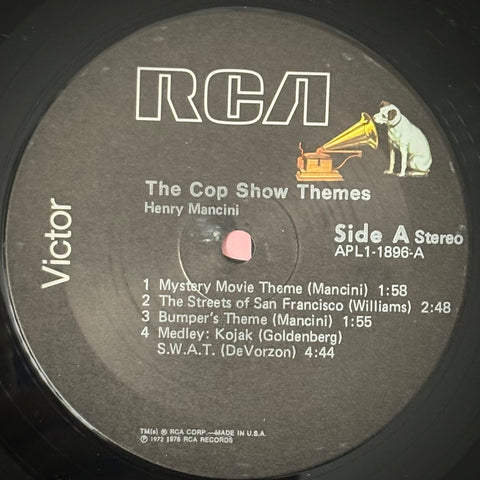 RCA
The Cop Show Themes
Henry Mancini
Victor
Side A Stereo
APL1-1896-A
1 Mystery Movie Theme (Mancini) 1:58
2 The Streets of San Francisco (Williams) 2:48
3 Bumper's Theme (Mancini) 1:55
4 Medley: Kojak (Goldenberg)
S.W.A.T. (DeVorzon) 4:44
TM(s) ® RCA CORP.—MADE IN U.S.A.
℗ 1972 1976 RCA RECORDS